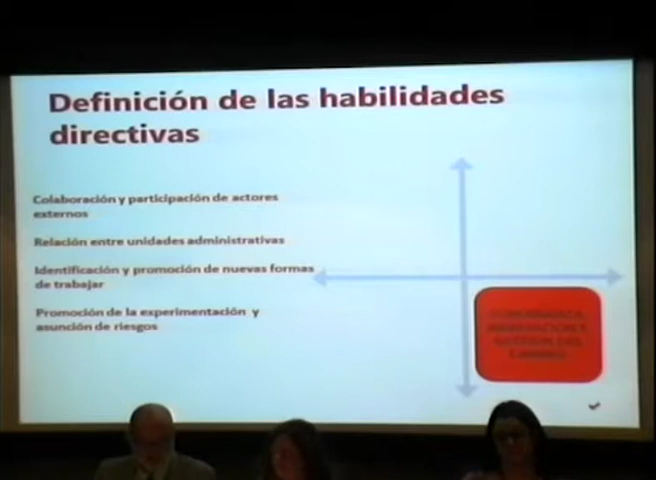 Definición de las habilidades
directivas
Colaboración y participación de actores
externos
Relación entre unidades administrativas
Identificación y promoción de nuevas formas
de trabajar
Promoción de la experimentación y
asunción de riesgos